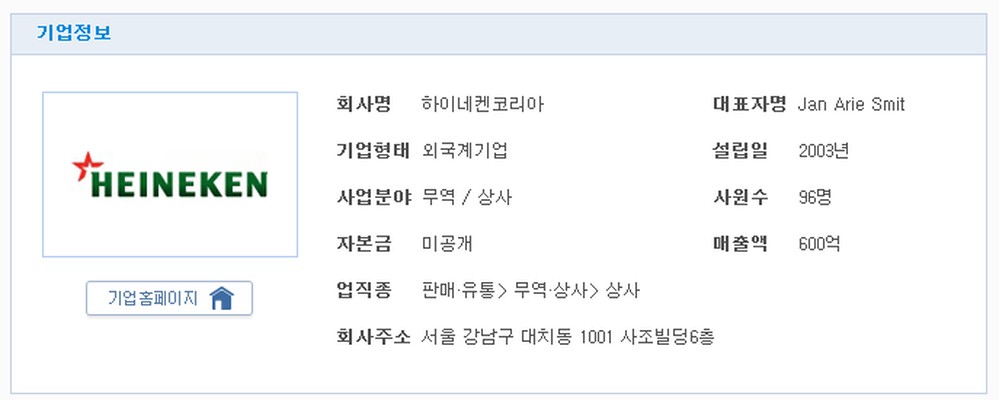 기업정보
HEINEKEN
기업홈페이지
회사명 하이네켄코리아 대표자명 Jan Arie Smit
기업형태 외국계기업 설립일 2003년
사업분야 무역 / 상사 사원수 96명
자본금 미공개 매출액 600억
업직종 판매·유통> 무역·상사> 상사
회사주소 서울 강남구 대치동 1001 사조빌딩6층